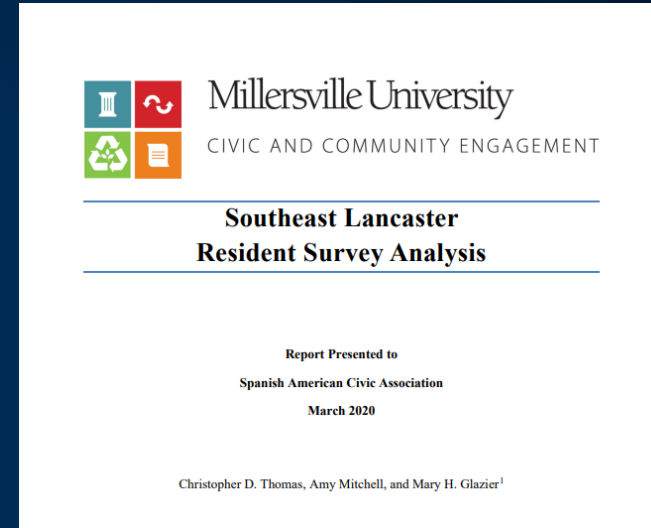 Millersville University
CIVIC AND COMMUNITY ENGAGEMENT
Southeast Lancaster
Resident Survey Analysis
Report Presented to
Spanish American Civic Association
March 2020
Christopher D. Thomas, Amy Mitchell, and Mary H. Glazier¹